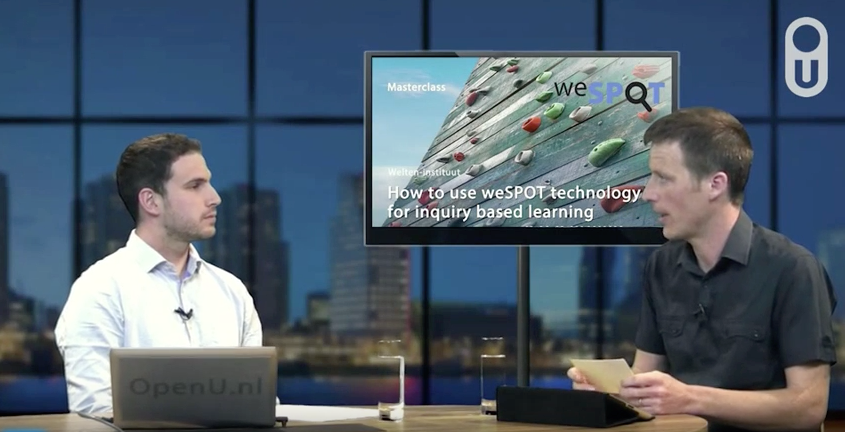 Masterclass
weSPOT
Welten-instituut
How to use weSPOT technology
for inquiry based learning
OpenU.nl
U